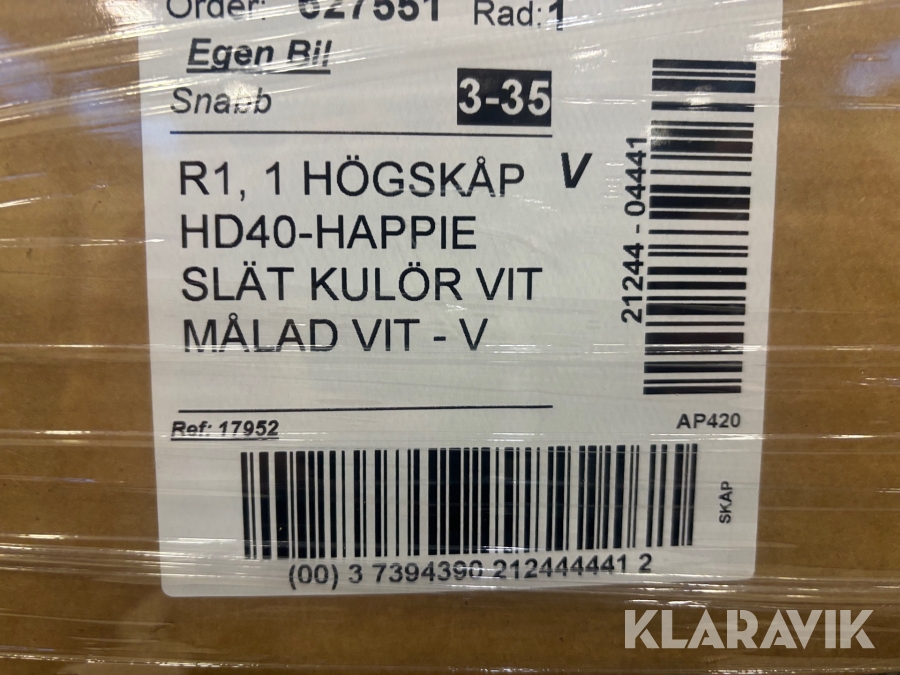 Order: 627551 Rad:1
Egen Bil
Snabb 3-35
R1, 1 HÖGSKÅP V
HD40-HAPPIE
SLÄT KULÖR VIT
MÅLAD VIT - V
21244 - 04441
Ref: 17952
AP420
SKÅP
(00) 3 7394390 212444441 2
KLARAVIK